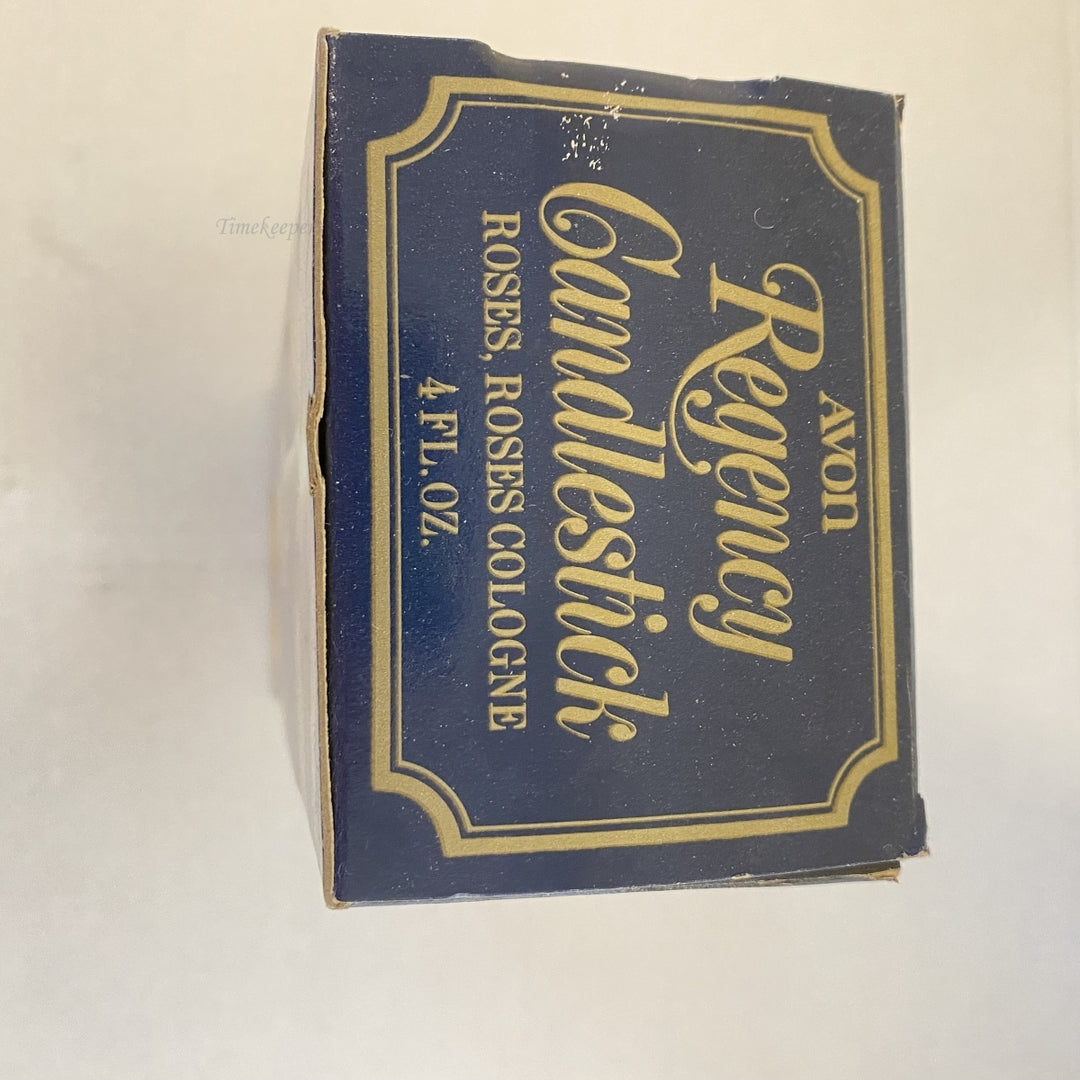 AVON
Regency
Candlestick
ROSES, ROSES COLOGNE
4 FL. OZ.
Timekeeper